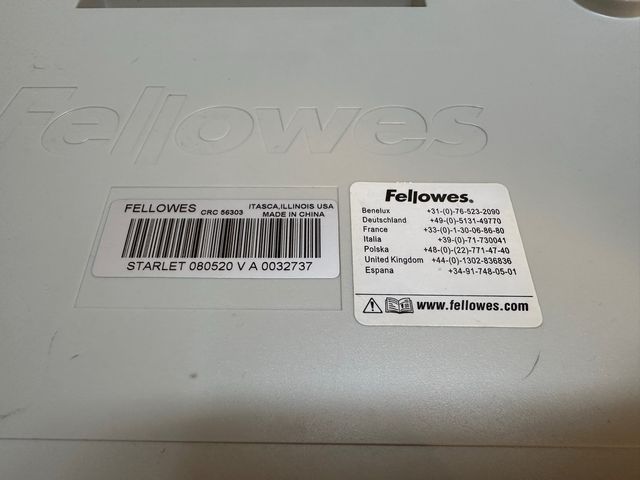 Fellowes
FELLOWES CRC 56303 ITASCA,ILLINOIS USA
MADE IN CHINA
STARLET 080520 V A 0032737
Fellowes®
Benelux +31-(0)-76-523-2090
Deutschland +49-(0)-5131-49770
France +33-(0)-1-30-06-86-80
Italia +39-(0)-71-730041
Polska +48-(0)-(22)-771-47-40
United Kingdom +44-(0)-1302-836836
Espana +34-91-748-05-01
www.fellowes.com